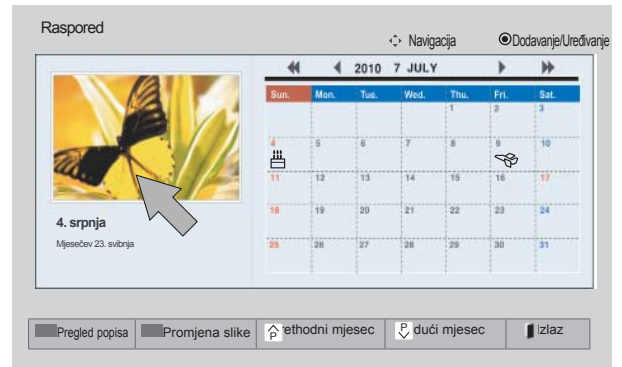 Raspored
Navigacija Dodavanje/Uređivanje
2010 7 JULY
Sun. Mon. Tue. Wed. Thu. Fri. Sat.
1 2 3
4 5 6 7 8 9 10
11 12 13 14 15 16 17
18 19 20 21 22 23 24
25 26 27 28 29 30 31
4. srpnja
Mjesečev 23. svibnja
Pregled popisa Promjena slike P rethodni mjesec P dući mjesec Izlaz